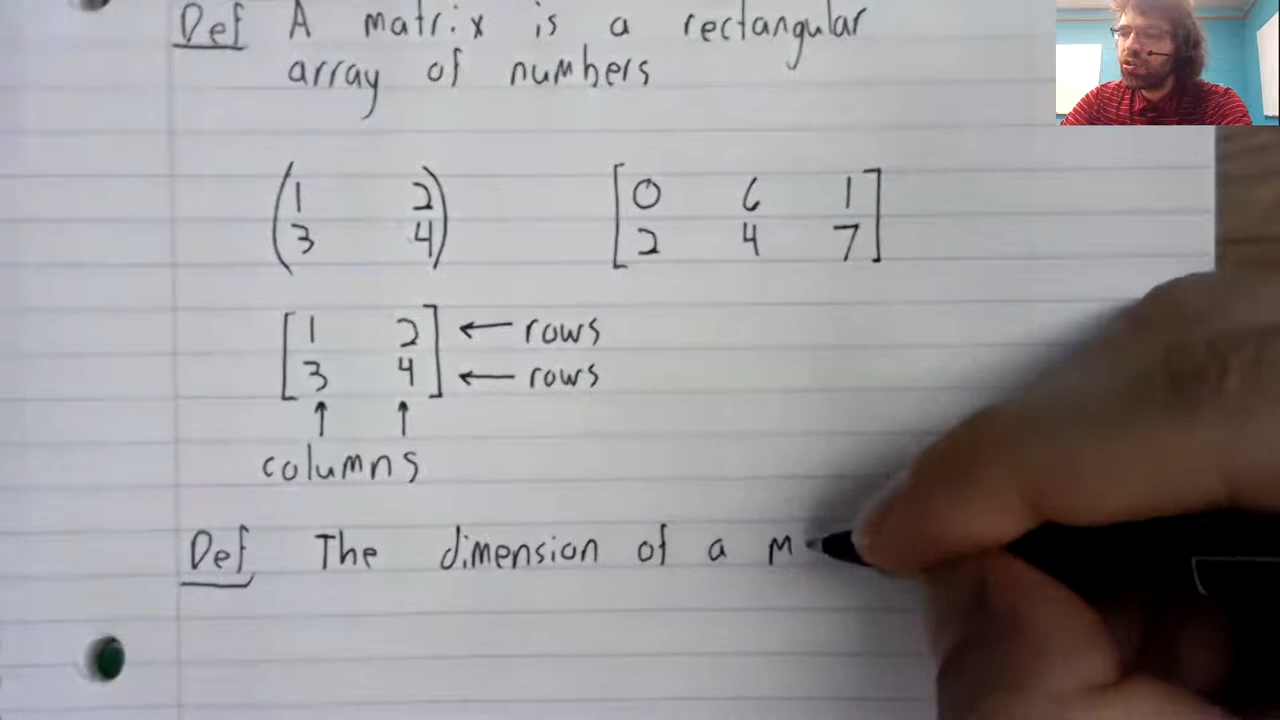 Def A matrix is a rectangular
array of numbers
1 2
3 4
0 6 1
2 4 7
1 2 ← rows
3 4 ← rows
↑ ↑
columns
Def The dimension of a m